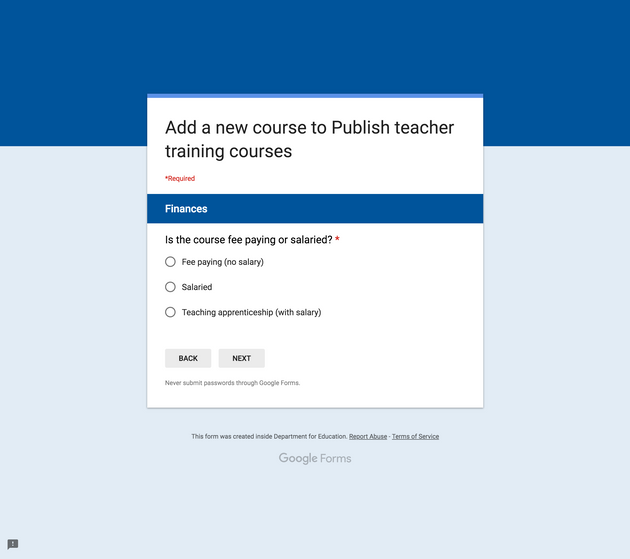 Add a new course to Publish teacher
training courses
*Required
Finances
Is the course fee paying or salaried? *
Fee paying (no salary)
Salaried
Teaching apprenticeship (with salary)
BACK NEXT
Never submit passwords through Google Forms.
This form was created inside Department for Education. Report Abuse - Terms of Service
Google Forms